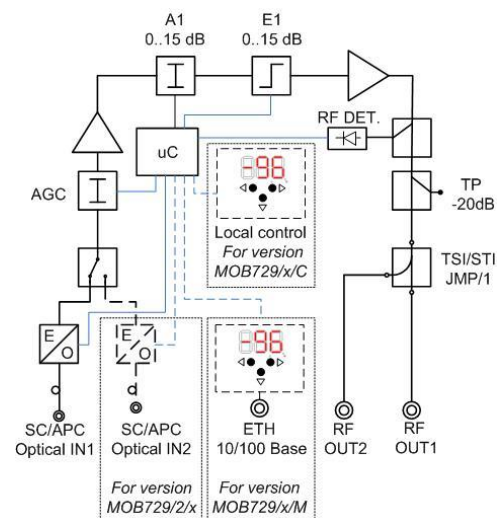 A1
0..15 dB
E1
0..15 dB
RF DET.
uC
AGC
-96
Local control
For version
MOB729/x/C
TP
-20dB
TSI/STI
JMP/1
E
O
E
O
-96
SC/APC
Optical IN1
SC/APC
Optical IN2
ETH
10/100 Base
RF
OUT2
RF
OUT1
For version
MOB729/2/x
For version
MOB729/x/M